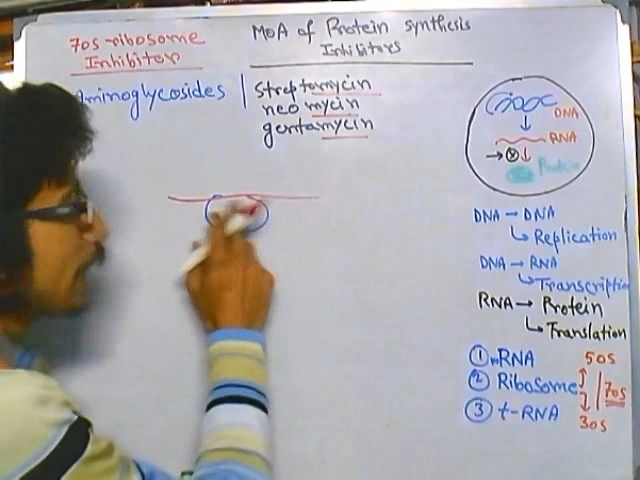 MoA of Protein synthesis
Inhibitors
70s ribosome
Inhibitor
Aminoglycosides
Streptomycin
neomycin
gentamycin
DNA
RNA
Protein
DNA → DNA
Replication
DNA → RNA
Transcription
RNA → Protein
Translation
① mRNA
② Ribosome
③ t-RNA
50s
70s
30s